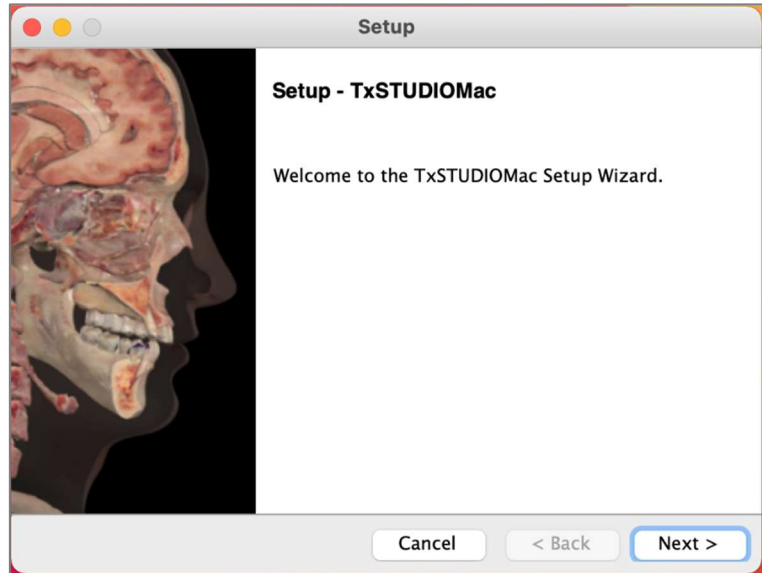 Setup
Setup - TxSTUDIOMac
Welcome to the TxSTUDIOMac Setup Wizard.
Cancel
< Back
Next >